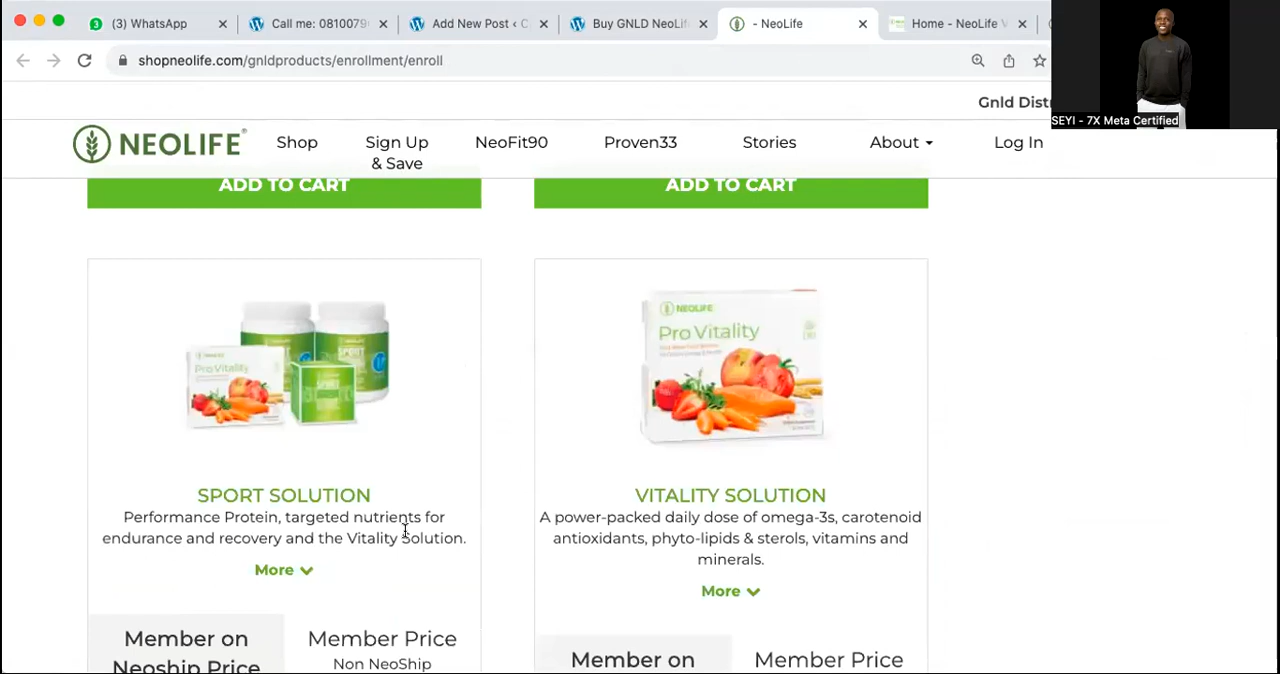 (3) WhatsApp
Call me: 0810079
Add New Post ‹
Buy GNLD NeoLif
- NeoLife
Home - NeoLife V
shopneolife.com/gnldproducts/enrollment/enroll
SEYI - 7X Meta Certified
Gnld Dist
NEOLIFE®
Shop
Sign Up
& Save
NeoFit90
Proven33
Stories
About
Log In
ADD TO CART
ADD TO CART
NEOLIFE
Pro Vitality
SPORT
Pro Vitality
SPORT SOLUTION
Performance Protein, targeted nutrients for
endurance and recovery and the Vitality Solution.
More
VITALITY SOLUTION
A power-packed daily dose of omega-3s, carotenoid
antioxidants, phyto-lipids & sterols, vitamins and
minerals.
More
Member on
Neoship Price
Member Price
Non NeoShip
Member on
Member Price